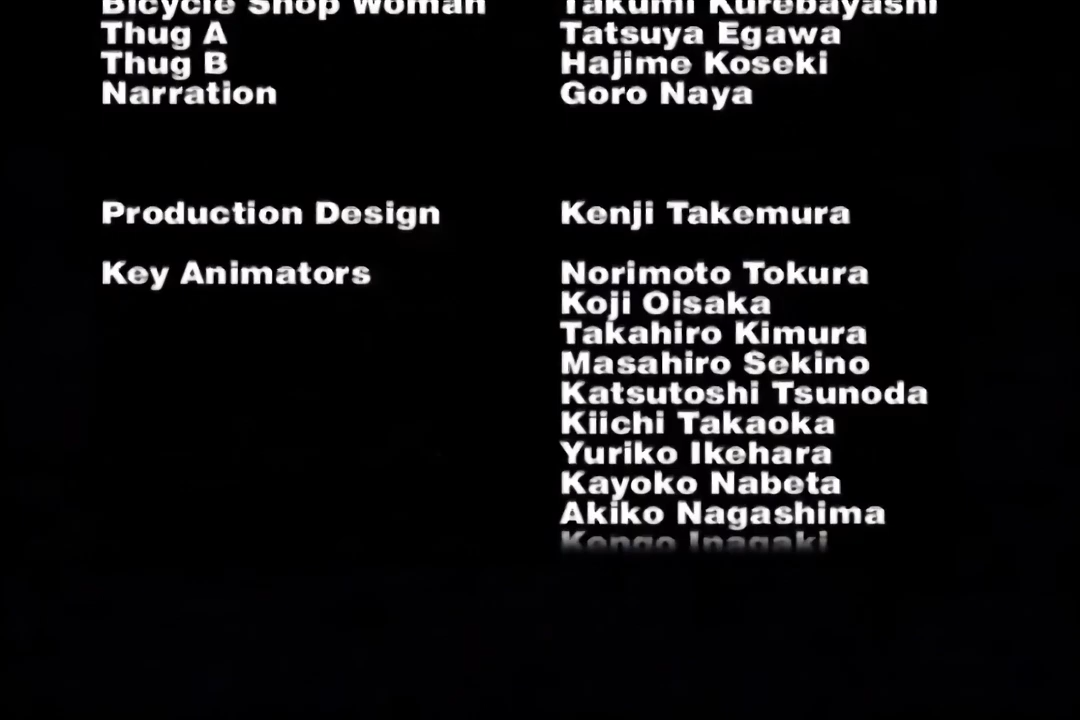 Bicycle Shop Woman Takumi Kurebayashi
Thug A Tatsuya Egawa
Thug B Hajime Koseki
Narration Goro Naya
Production Design Kenji Takemura
Key Animators Norimoto Tokura
Koji Oisaka
Takahiro Kimura
Masahiro Sekino
Katsutoshi Tsunoda
Kiichi Takaoka
Yuriko Ikehara
Kayoko Nabeta
Akiko Nagashima
Kengo Inagaki